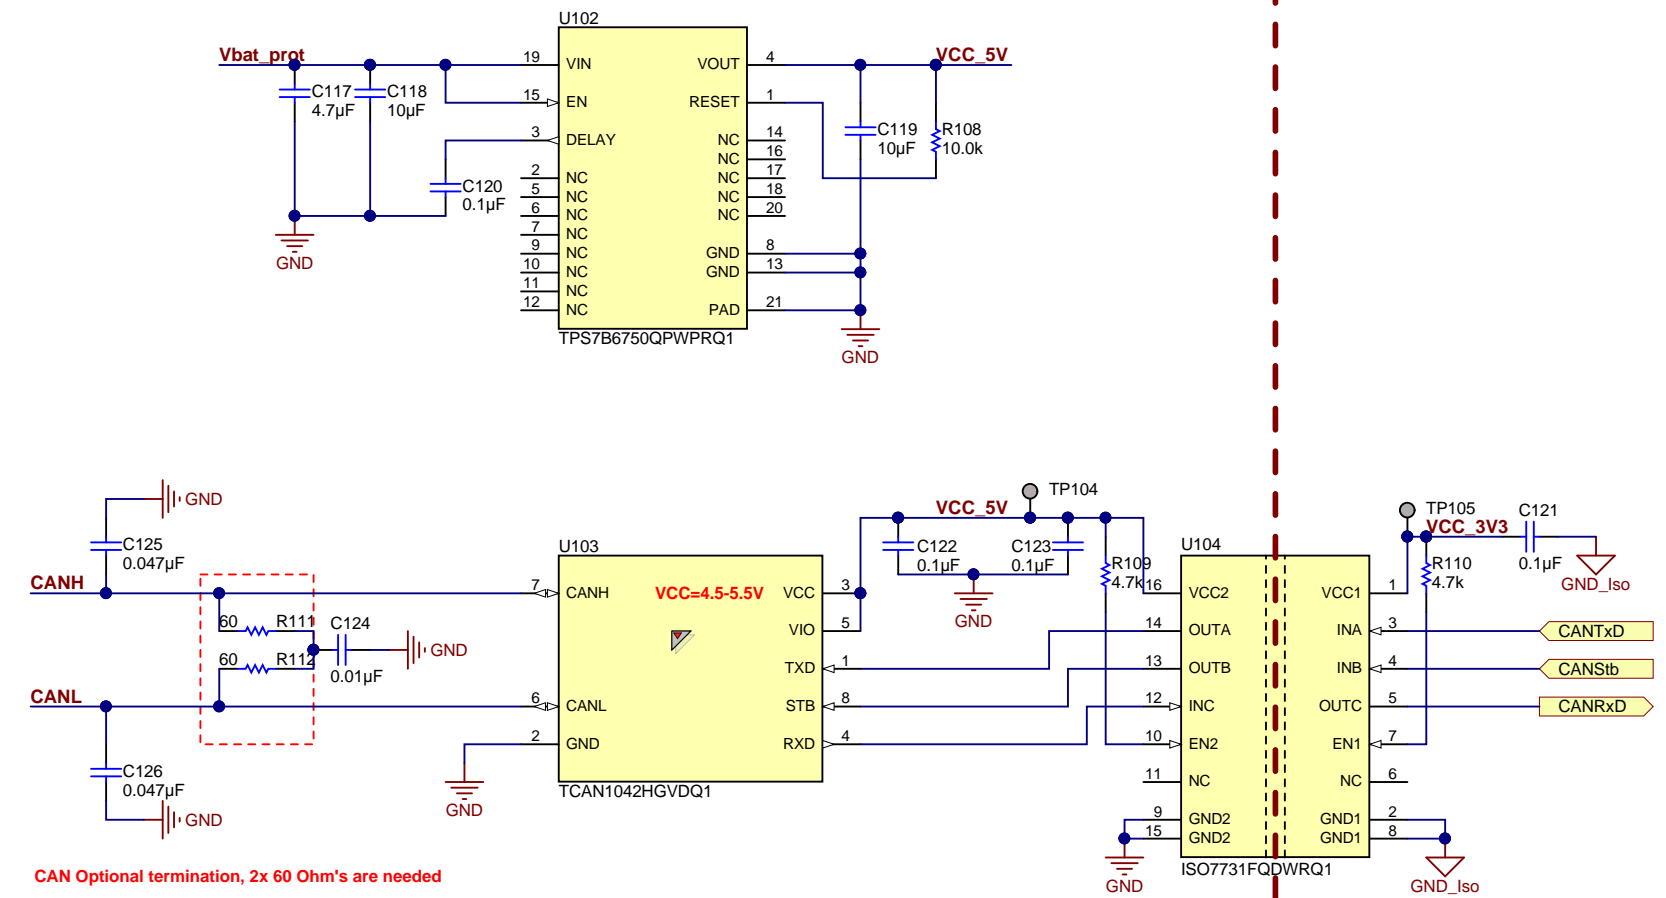 U102
Vbat_prot
VCC_5V
19 VIN VOUT 4
15 EN RESET 1
3 DELAY NC 14
NC 16
2 NC NC 17
5 NC NC 18
6 NC NC 20
7 NC
9 NC GND 8
10 NC GND 13
11 NC
12 NC PAD 21
TPS7B6750QPWPRQ1
C117
4.7µF
C118
10µF
C120
0.1µF
C119
10µF
R108
10.0k
GND
GND
GND
C125
0.047µF
CANH
60 R111
60 R112
C124
0.01µF
GND
CANL
C126
0.047µF
GND
CAN Optional termination, 2x 60 Ohm's are needed
U103
7 CANH VCC=4.5-5.5V VCC 3
VIO 5
TXD 1
6 CANL STB 8
2 GND RXD 4
TCAN1042HGVDQ1
GND
VCC_5V
TP104
C122
0.1µF
C123
0.1µF
GND
R109
4.7k
U104
16 VCC2 VCC1 1
14 OUTA INA 3
13 OUTB INB 4
12 INC OUTC 5
10 EN2 EN1 7
11 NC NC 6
9 GND2 GND1 2
15 GND2 GND1 8
ISO7731FQDWRQ1
GND
GND_Iso
TP105
VCC_3V3
C121
0.1µF
GND_Iso
R110
4.7k
CANTxD
CANStb
CANRxD